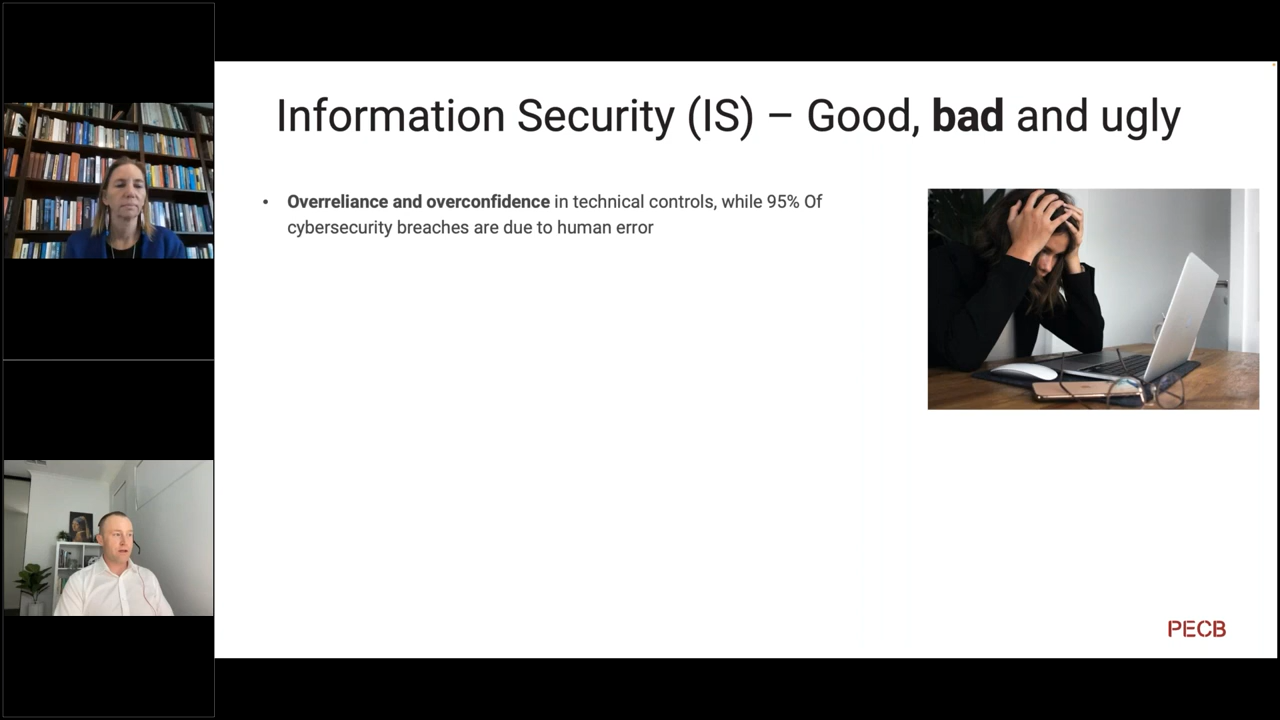 Information Security (IS) – Good, bad and ugly
• Overreliance and overconfidence in technical controls, while 95% Of
cybersecurity breaches are due to human error
PECB